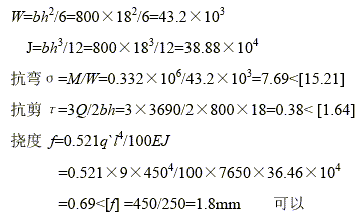 W=bh²/6=800×18²/6=43.2×10³
J=bh³/12=800×18³/12=38.88×10⁴
抗弯σ=M/W=0.332×10⁶/43.2×10³=7.69<[15.21]
抗剪 τ=3Q/2bh=3×3690/2×800×18=0.38< [1.64]
挠度 f=0.521q`l⁴/100EJ
=0.521×9×450⁴/100×7650×36.46×10⁴
=0.69<[f] =450/250=1.8mm 可以